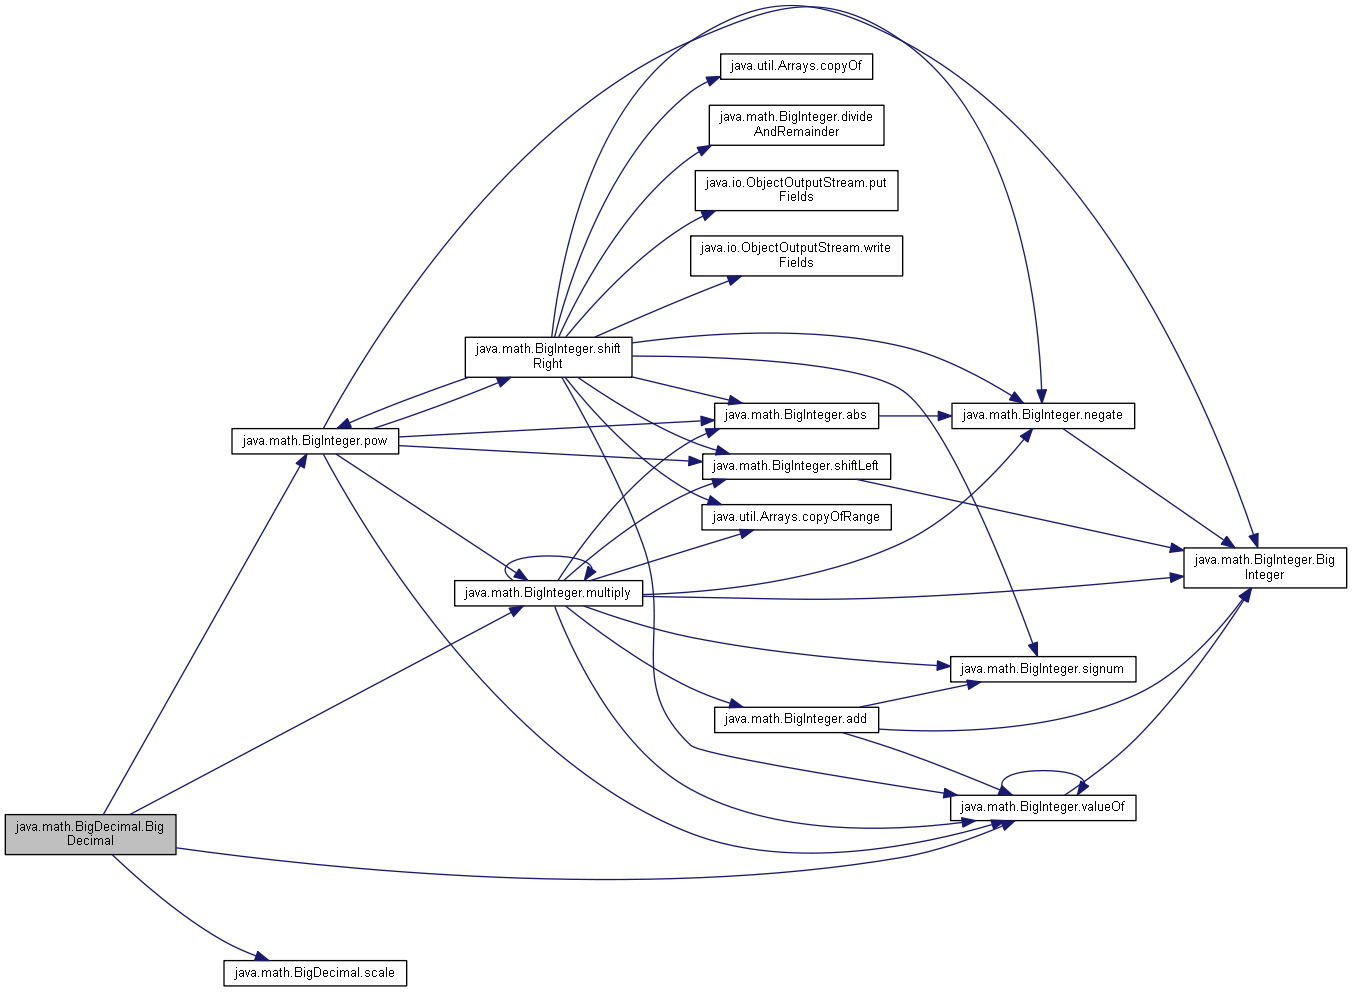 java.util.Arrays.copyOf
java.math.BigInteger.divide
AndRemainder
java.io.ObjectOutputStream.put
Fields
java.io.ObjectOutputStream.write
Fields
java.math.BigInteger.shift
Right
java.math.BigInteger.abs
java.math.BigInteger.negate
java.math.BigInteger.pow
java.math.BigInteger.shiftLeft
java.util.Arrays.copyOfRange
java.math.BigInteger.Big
Integer
java.math.BigInteger.multiply
java.math.BigInteger.signum
java.math.BigInteger.add
java.math.BigInteger.valueOf
java.math.BigDecimal.Big
Decimal
java.math.BigDecimal.scale